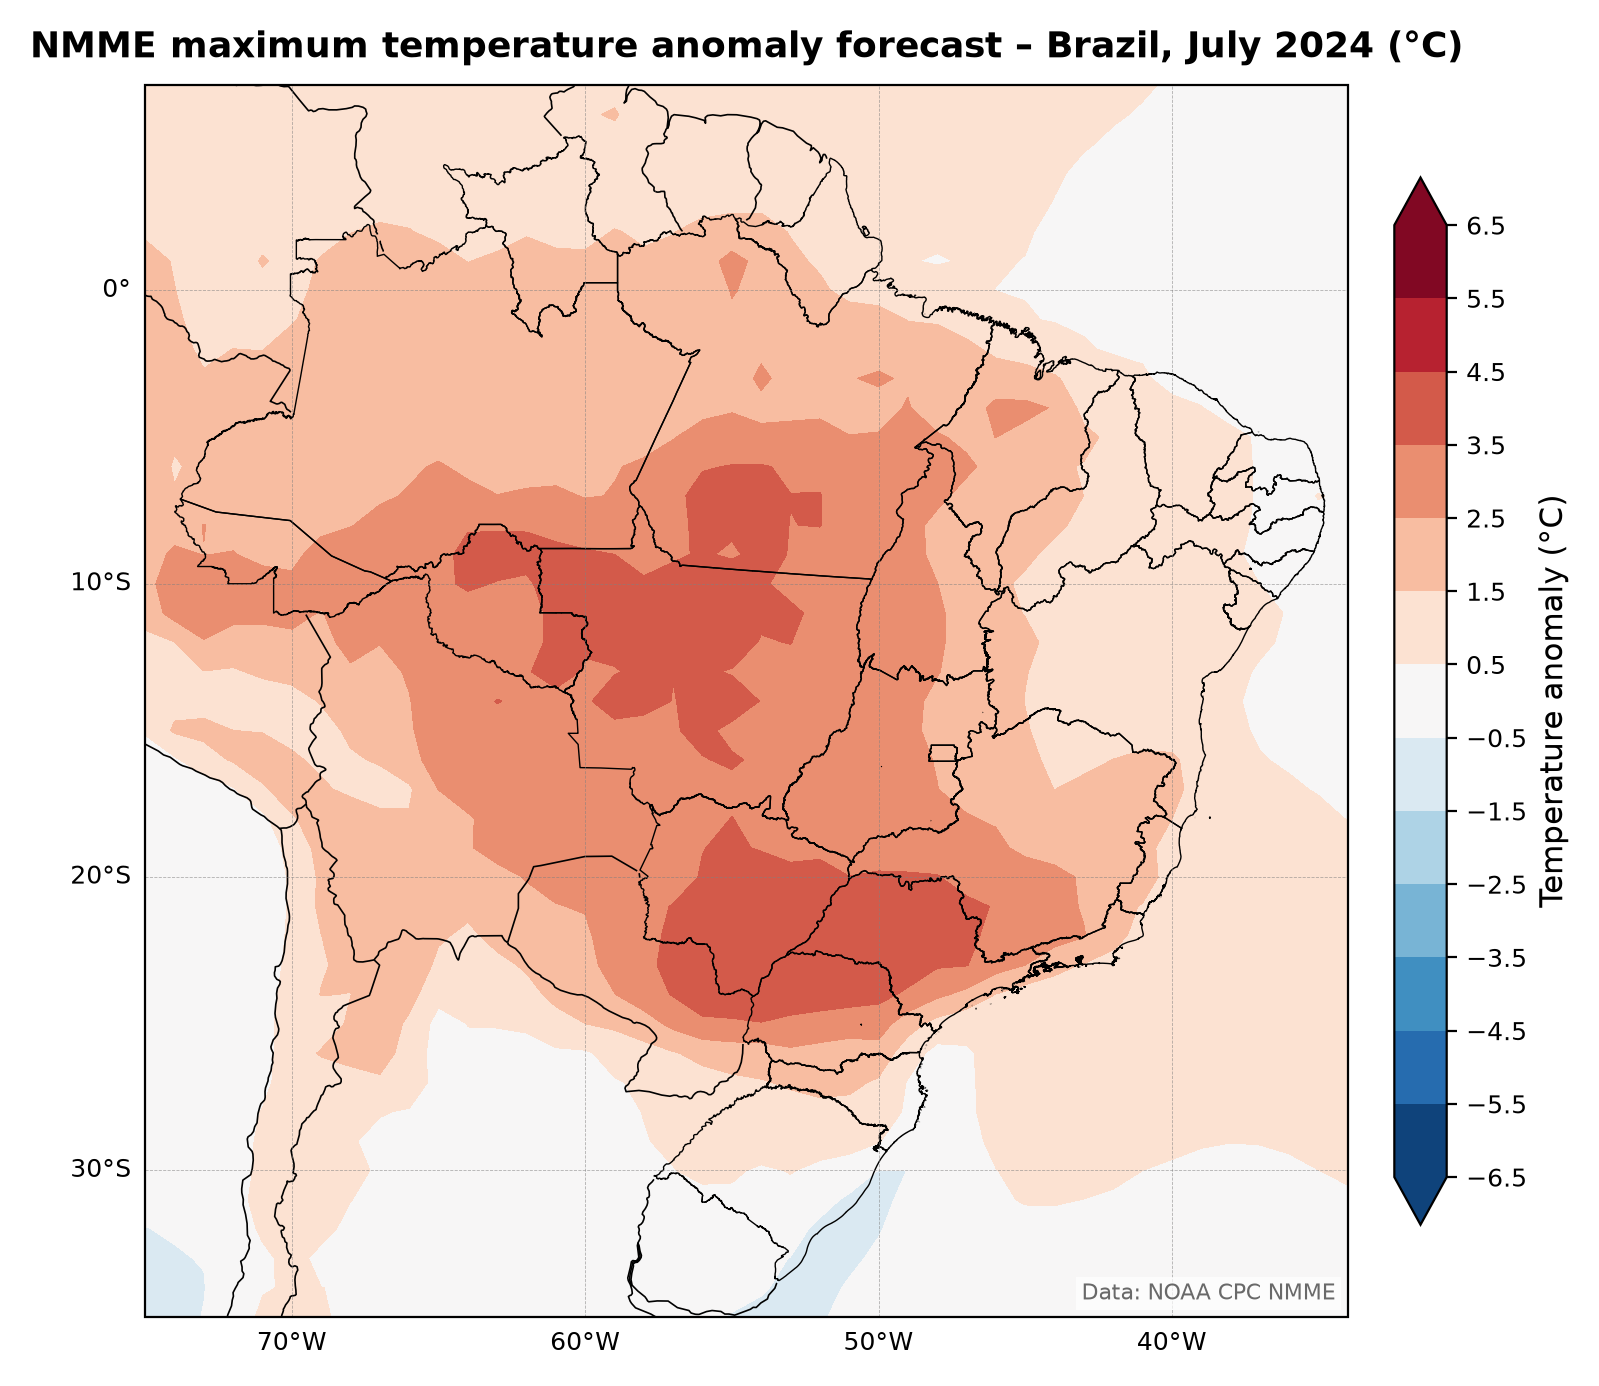 NMME maximum temperature anomaly forecast – Brazil, July 2024 (°C)
0°
10°S
20°S
30°S
70°W
60°W
50°W
40°W
6.5
5.5
4.5
3.5
2.5
1.5
0.5
−0.5
−1.5
−2.5
−3.5
−4.5
−5.5
−6.5
Temperature anomaly (°C)
Data: NOAA CPC NMME